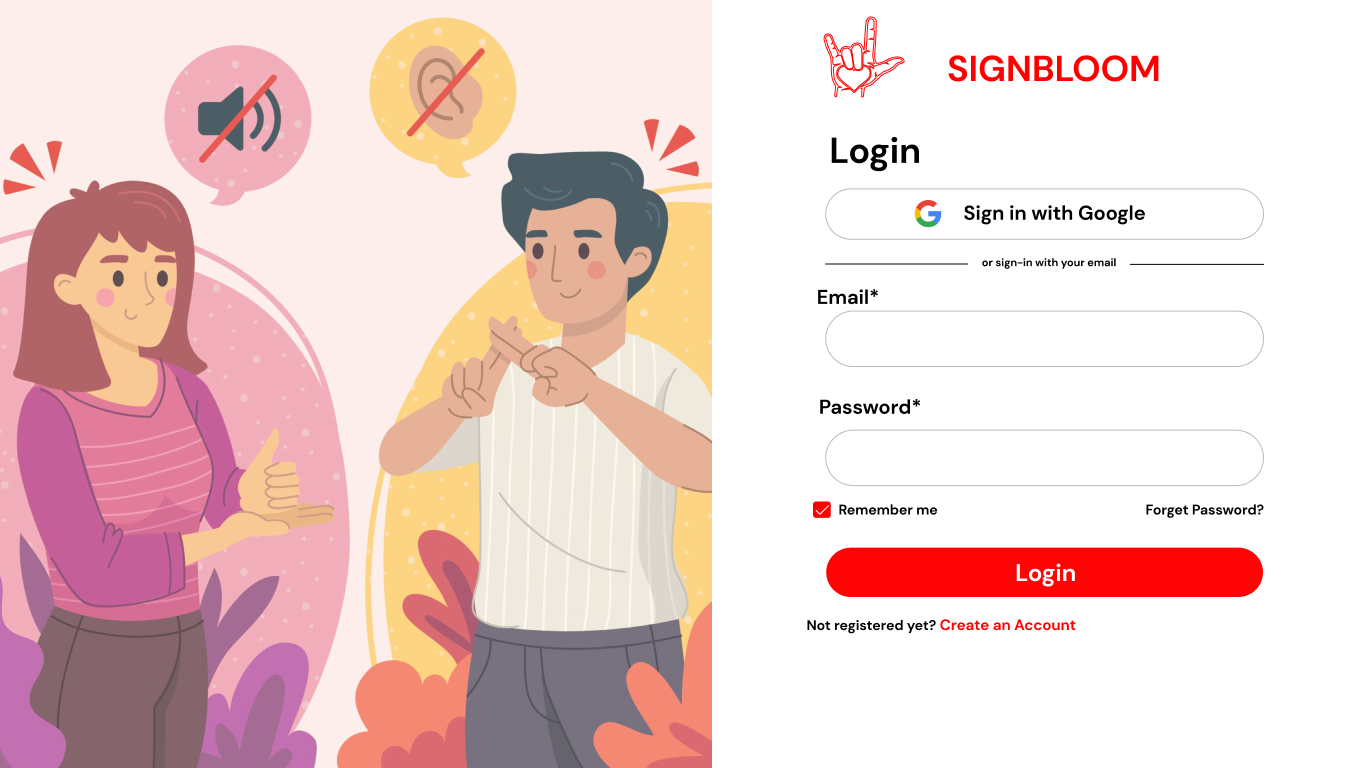 SIGNBLOOM
Login
Sign in with Google
or sign-in with your email
Email*
Password*
Remember me
Forget Password?
Login
Not registered yet? Create an Account